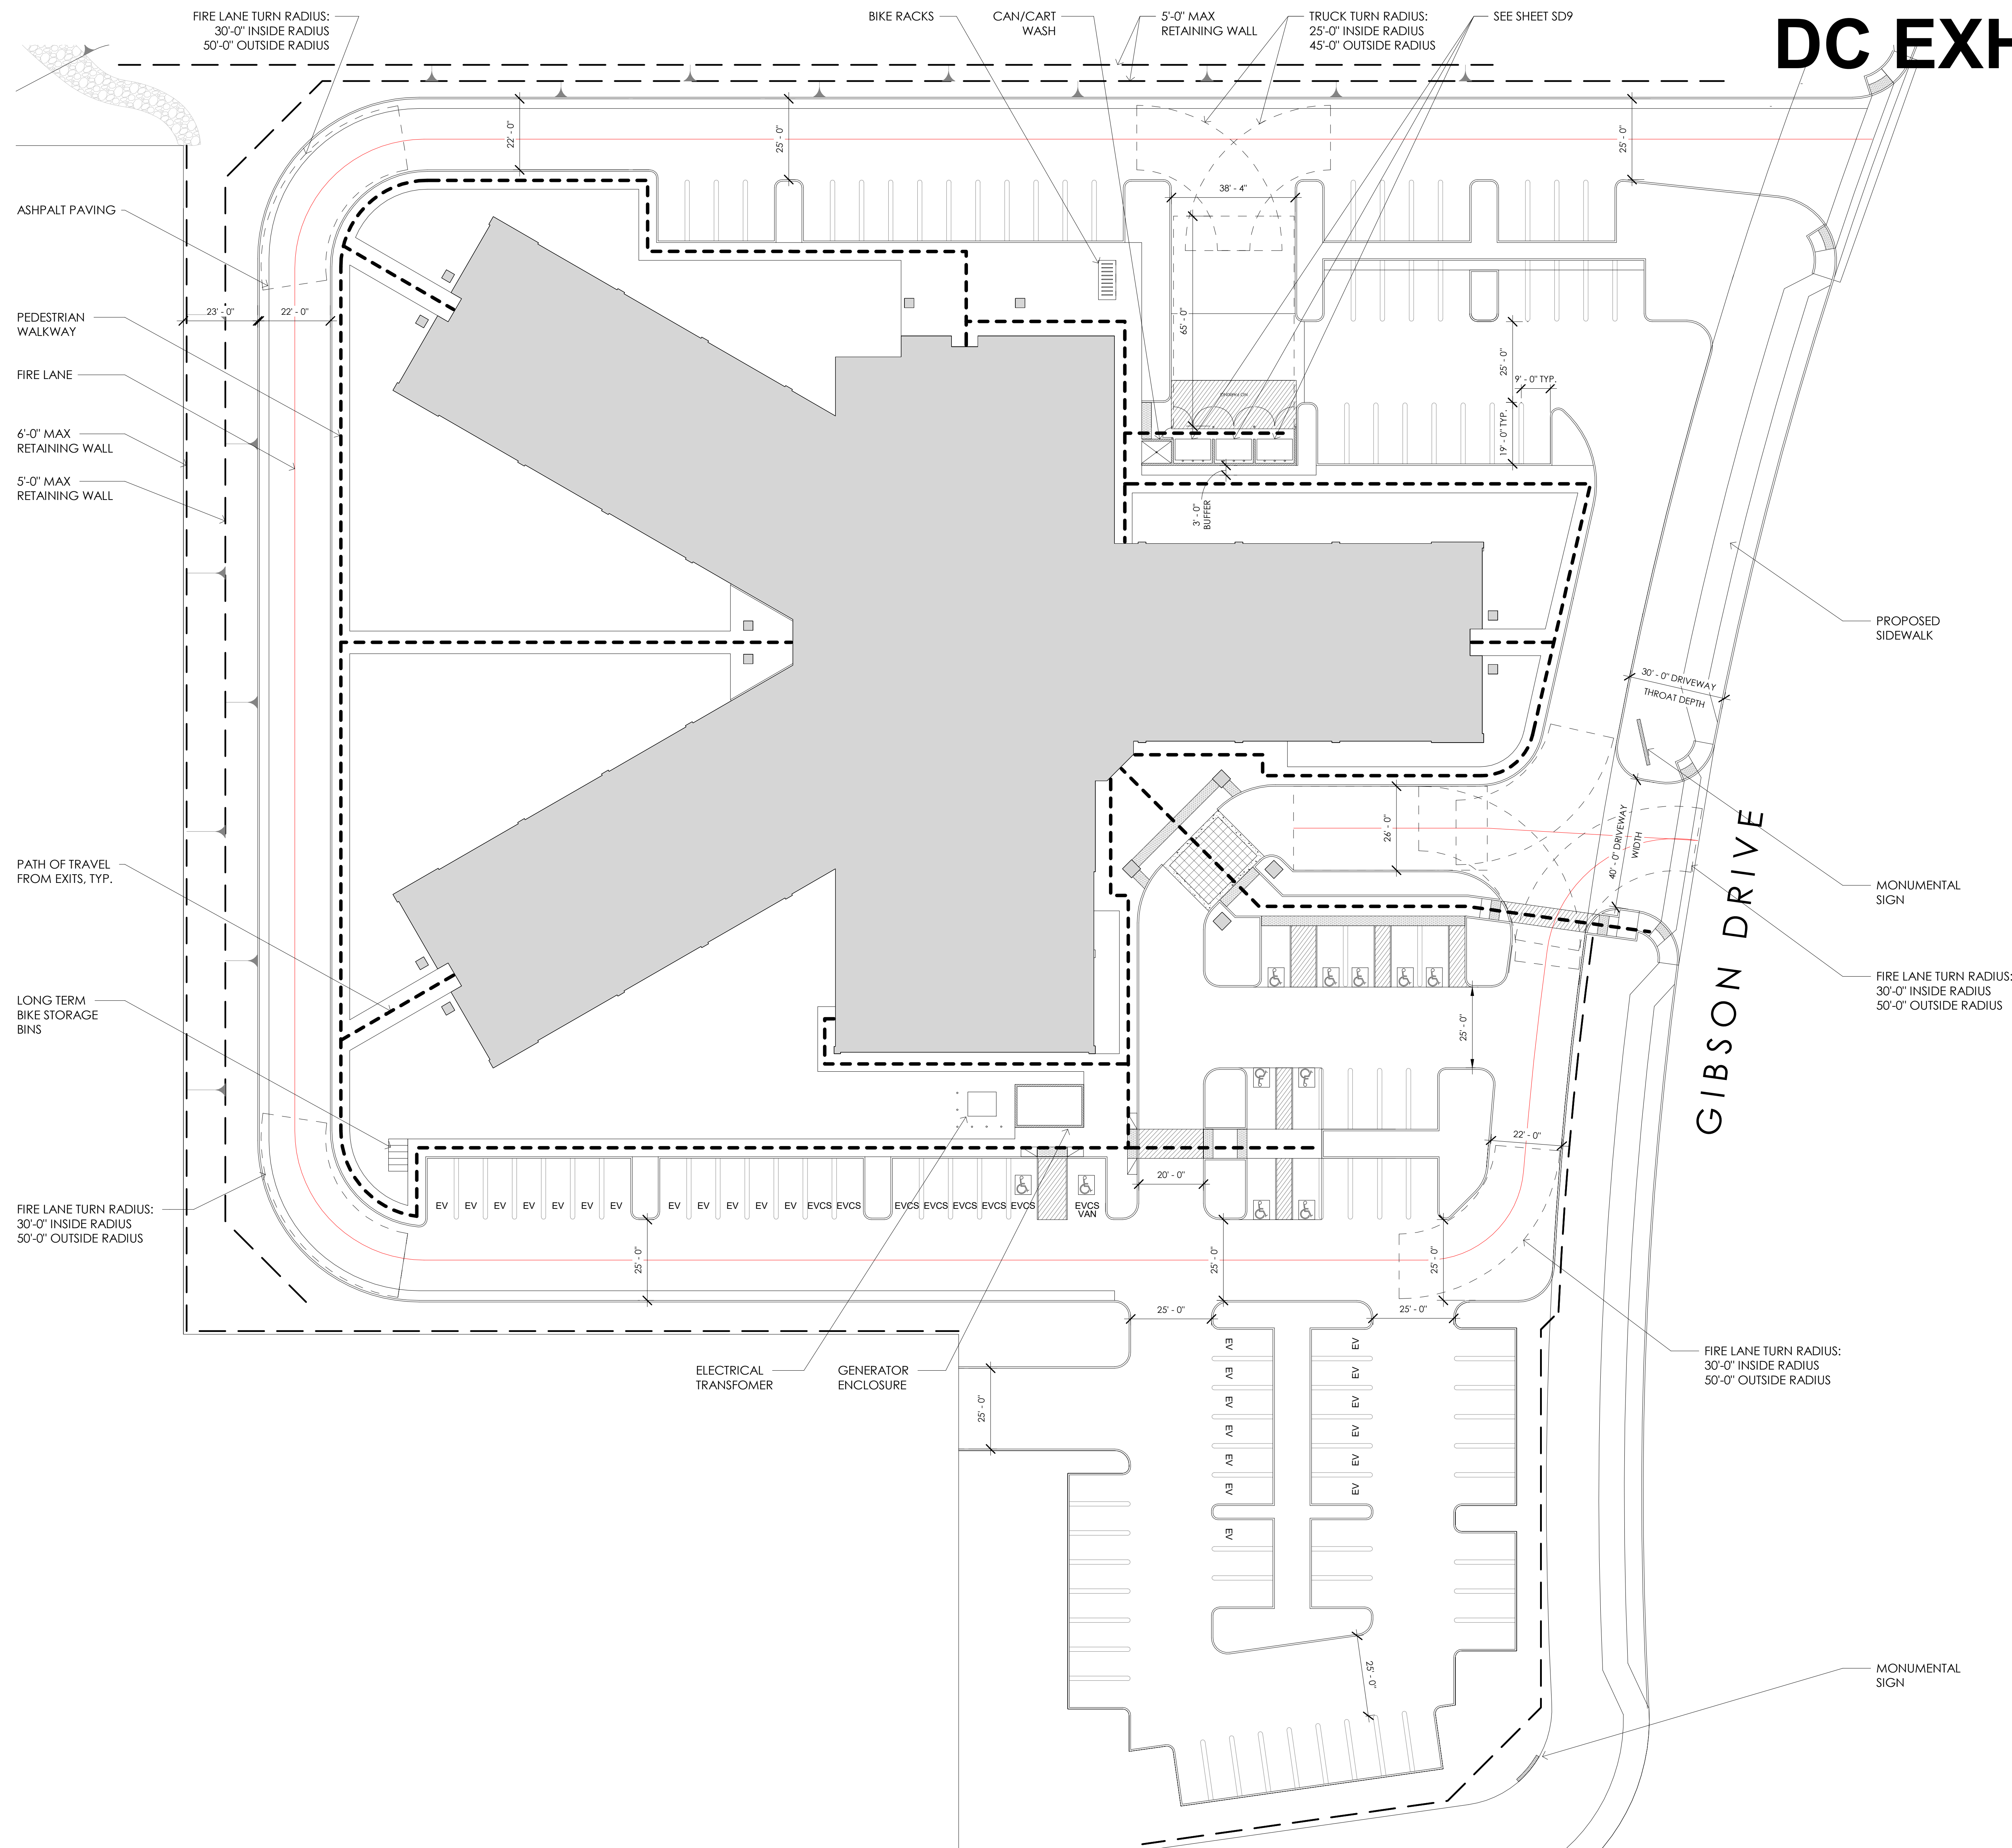 DC EXH
FIRE LANE TURN RADIUS:
30'-0" INSIDE RADIUS
50'-0" OUTSIDE RADIUS
BIKE RACKS
CAN/CART
WASH
5'-0" MAX
RETAINING WALL
TRUCK TURN RADIUS:
25'-0" INSIDE RADIUS
45'-0" OUTSIDE RADIUS
SEE SHEET SD9
22' - 0"
25' - 0"
25' - 0"
38' - 4"
ASHPALT PAVING
23' - 0"
22' - 0"
PEDESTRIAN
WALKWAY
65' - 0"
FIRE LANE
25' - 0"
9' - 0" TYP.
NO PARKING
19' - 0" TYP.
6'-0" MAX
RETAINING WALL
5'-0" MAX
RETAINING WALL
3' - 0"
BUFFER
PROPOSED
SIDEWALK
30' - 0" DRIVEWAY
THROAT DEPTH
26' - 0"
40' - 0" DRIVEWAY
WIDTH
GIBSON DRIVE
PATH OF TRAVEL
FROM EXITS, TYP.
MONUMENTAL
SIGN
FIRE LANE TURN RADIUS:
30'-0" INSIDE RADIUS
50'-0" OUTSIDE RADIUS
LONG TERM
BIKE STORAGE
BINS
25' - 0"
22' - 0"
20' - 0"
EV EV EV EV EV EV EV EV EV EV EV EV EVCS EVCS EVCS EVCS EVCS EVCS EVCS EVCS
VAN
FIRE LANE TURN RADIUS:
30'-0" INSIDE RADIUS
50'-0" OUTSIDE RADIUS
25' - 0"
25' - 0"
25' - 0"
25' - 0"
25' - 0"
ELECTRICAL
TRANSFOMER
GENERATOR
ENCLOSURE
25' - 0"
FIRE LANE TURN RADIUS:
30'-0" INSIDE RADIUS
50'-0" OUTSIDE RADIUS
EV EV
EV EV
EV EV
EV EV
EV EV
EV EV
EV
25' - 0"
MONUMENTAL
SIGN